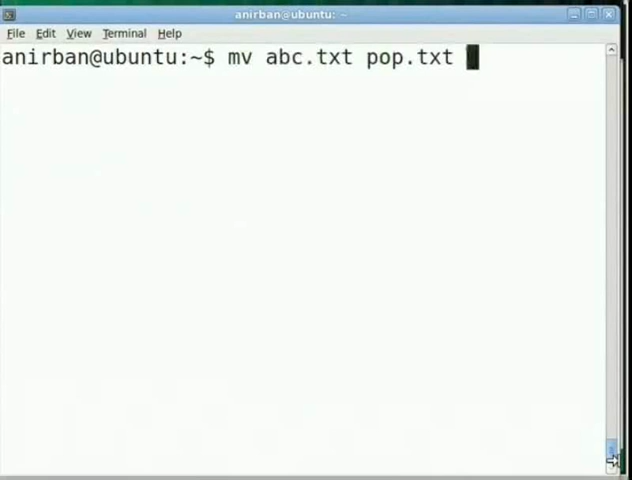 anirban@ubuntu: ~
File Edit View Terminal Help
anirban@ubuntu:~$ mv abc.txt pop.txt